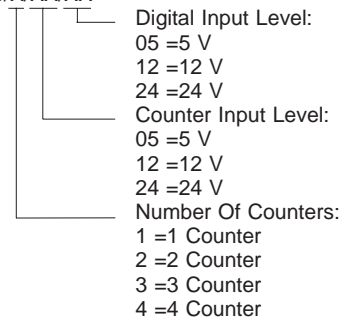 Digital Input Level:
05 =5 V
12 =12 V
24 =24 V
Counter Input Level:
05 =5 V
12 =12 V
24 =24 V
Number Of Counters:
1 =1 Counter
2 =2 Counter
3 =3 Counter
4 =4 Counter